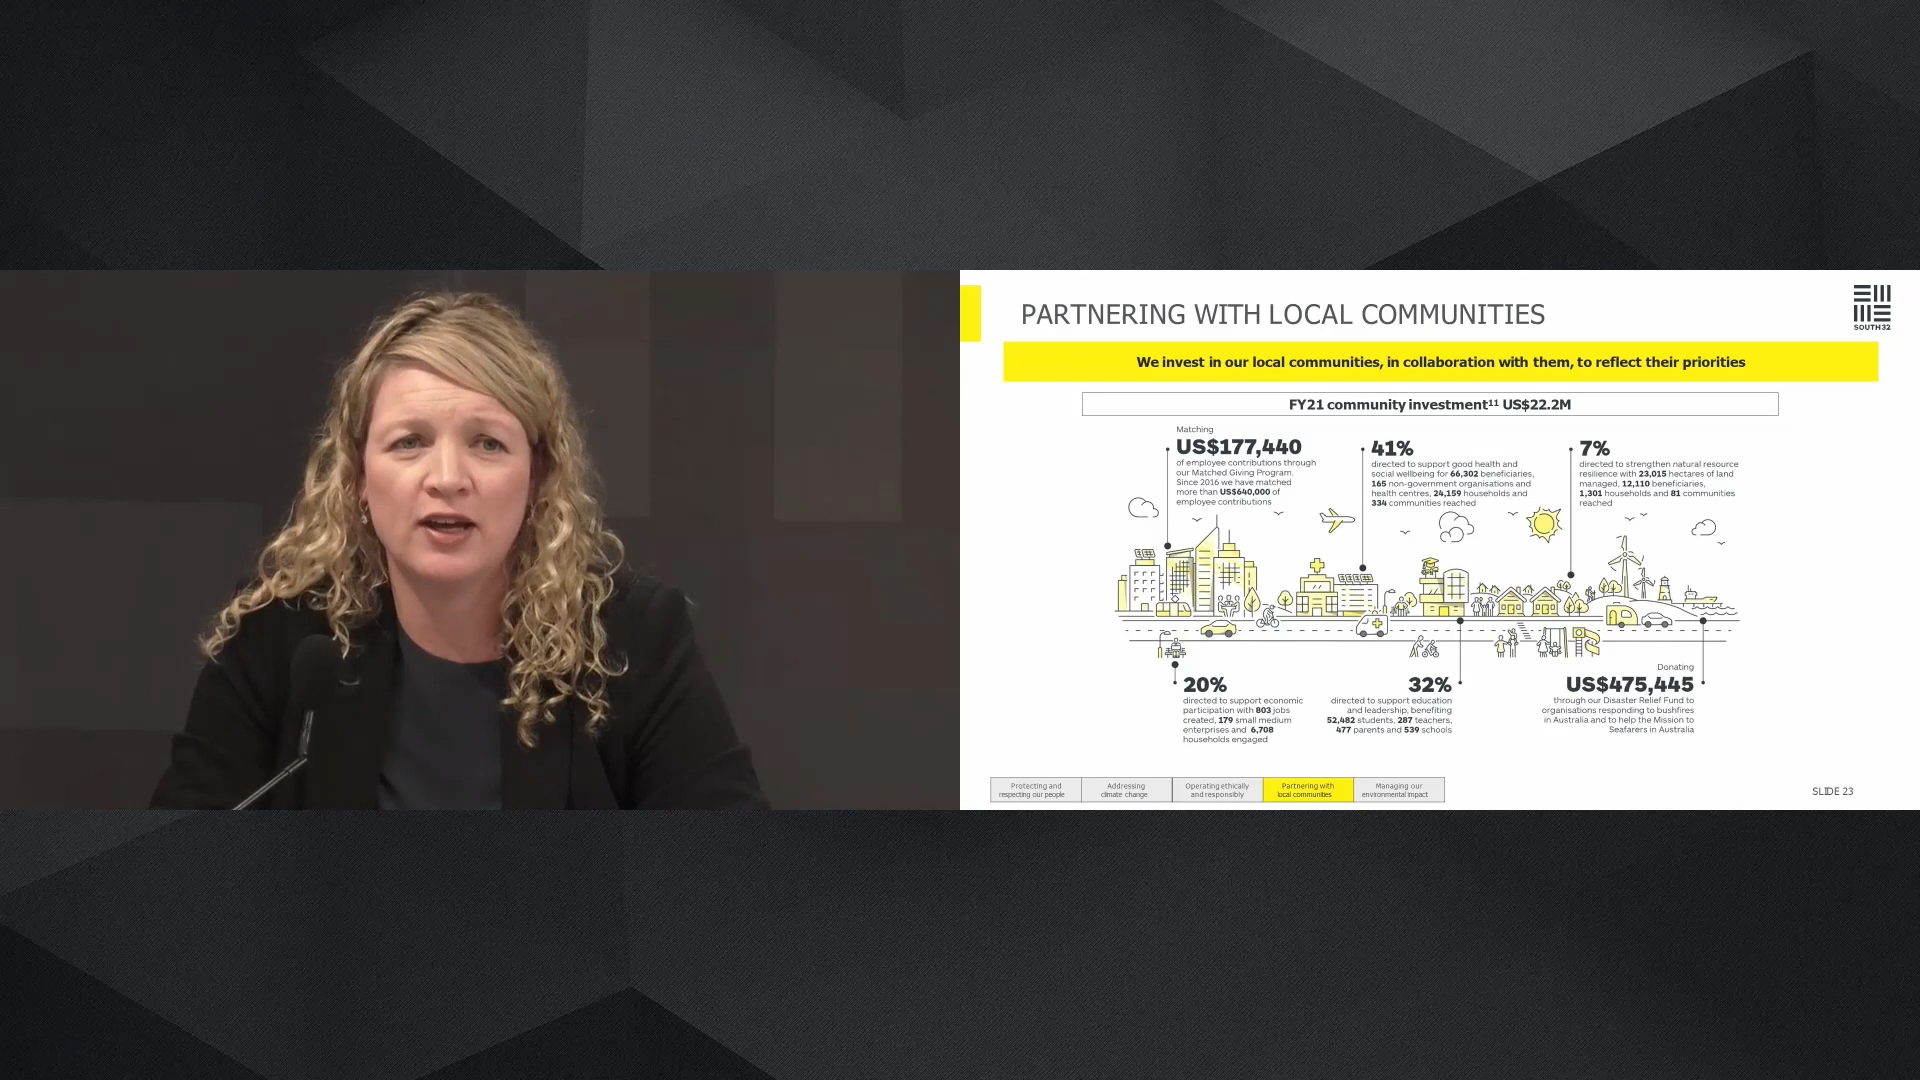 PARTNERING WITH LOCAL COMMUNITIES
SOUTH32
We invest in our local communities, in collaboration with them, to reflect their priorities
FY21 community investment¹¹ US$22.2M
Matching
US$177,440
of employee contributions through
our Matched Giving Program.
Since 2016 we have matched
more than US$640,000 of
employee contributions
41%
directed to support good health and
social wellbeing for 66,302 beneficiaries,
165 non-government organisations and
health centres, 24,159 households and
334 communities reached
7%
directed to strengthen natural resource
resilience with 23,015 hectares of land
managed, 12,110 beneficiaries,
1,301 households and 81 communities
reached
20%
directed to support economic
participation with 803 jobs
created, 179 small medium
enterprises and 6,708
households engaged
32%
directed to support education
and leadership, benefiting
52,482 students, 287 teachers,
477 parents and 539 schools
Donating
US$475,445
through our Disaster Relief Fund to
organisations responding to bushfires
in Australia and to help the Mission to
Seafarers in Australia
Protecting and
respecting our people
Addressing
climate change
Operating ethically
and responsibly
Partnering with
local communities
Managing our
environmental impact
SLIDE 23